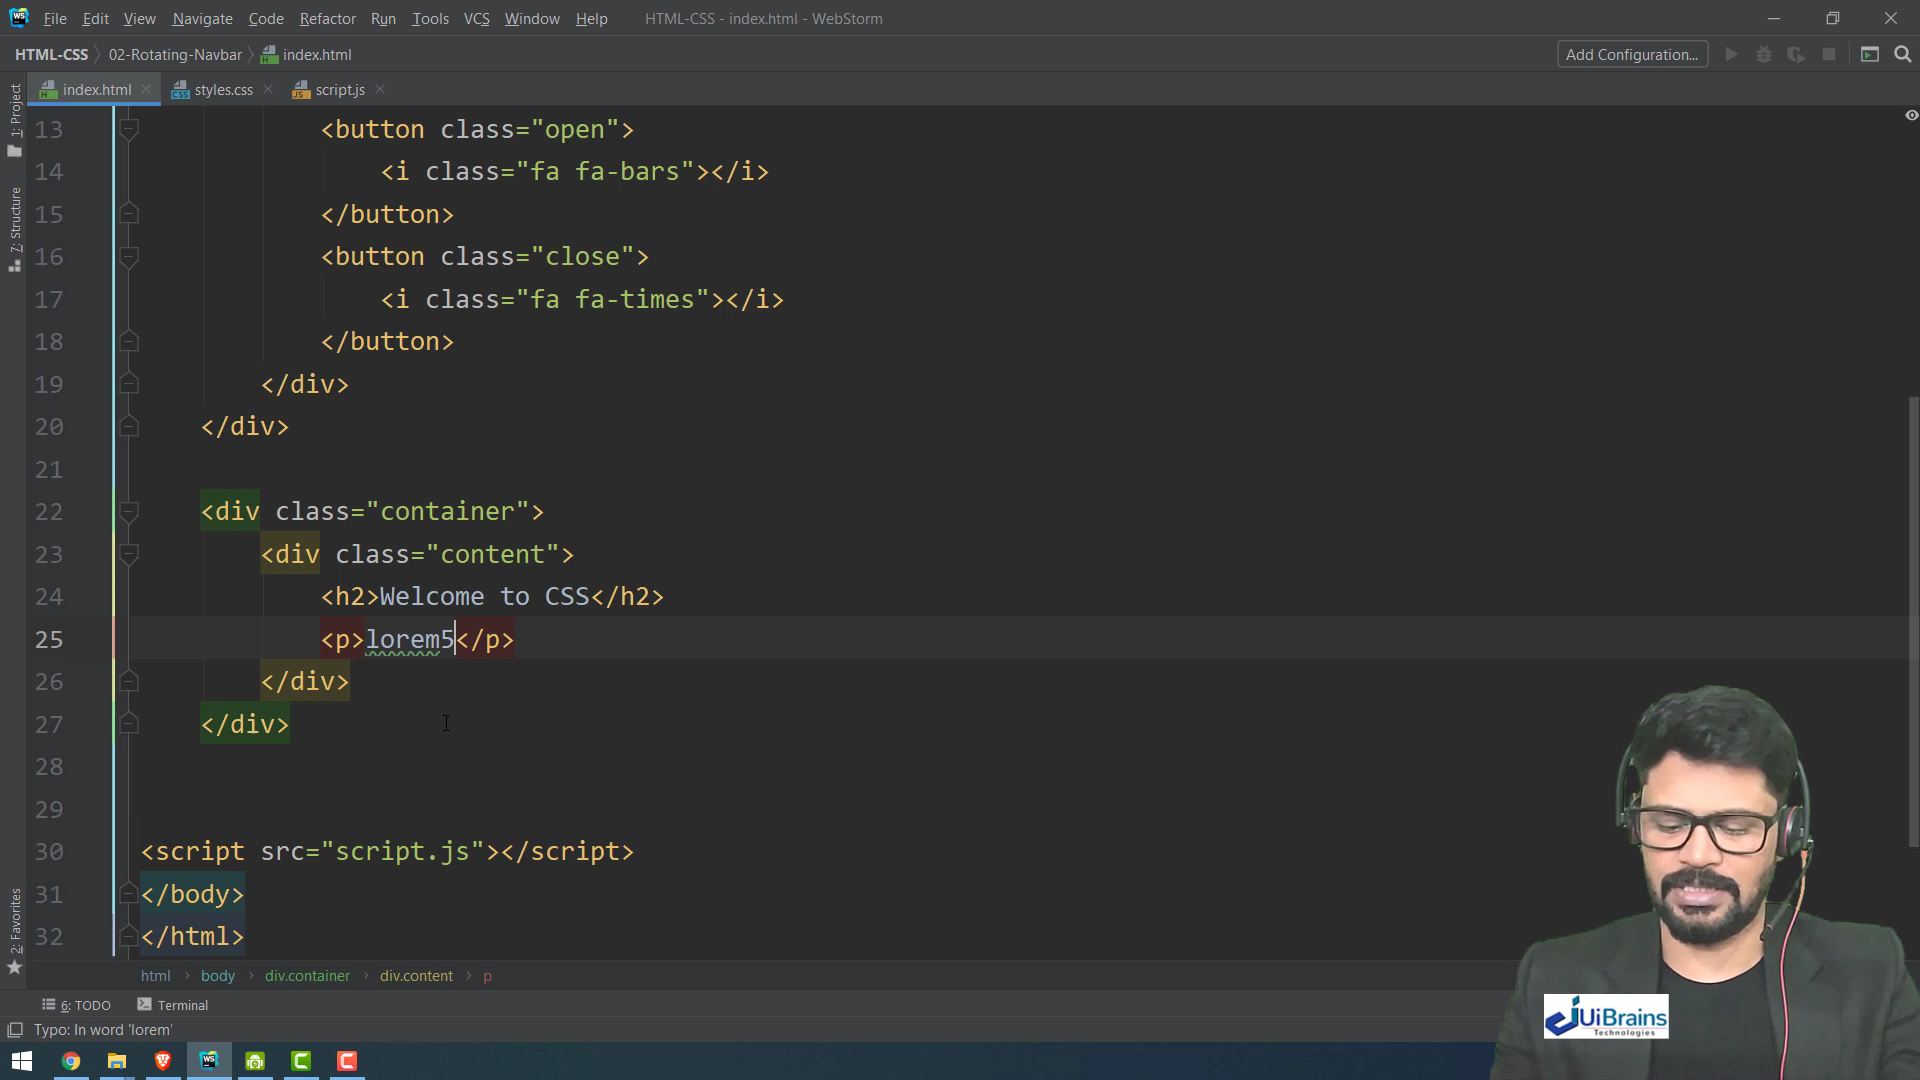 File Edit View Navigate Code Refactor Run Tools VCS Window Help HTML-CSS - index.html - WebStorm
HTML-CSS 02-Rotating-Navbar index.html Add Configuration...
index.html styles.css script.js
1: Project
7: Structure
2: Favorites
13 <button class="open">
14 <i class="fa fa-bars"></i>
15 </button>
16 <button class="close">
17 <i class="fa fa-times"></i>
18 </button>
19 </div>
20 </div>
21
22 <div class="container">
23 <div class="content">
24 <h2>Welcome to CSS</h2>
25 <p>lorem5</p>
26 </div>
27 </div>
28
29
30 <script src="script.js"></script>
31 </body>
32 </html>
html › body › div.container › div.content › p
6: TODO Terminal
Typo: In word 'lorem'
UiBrains
Technologies